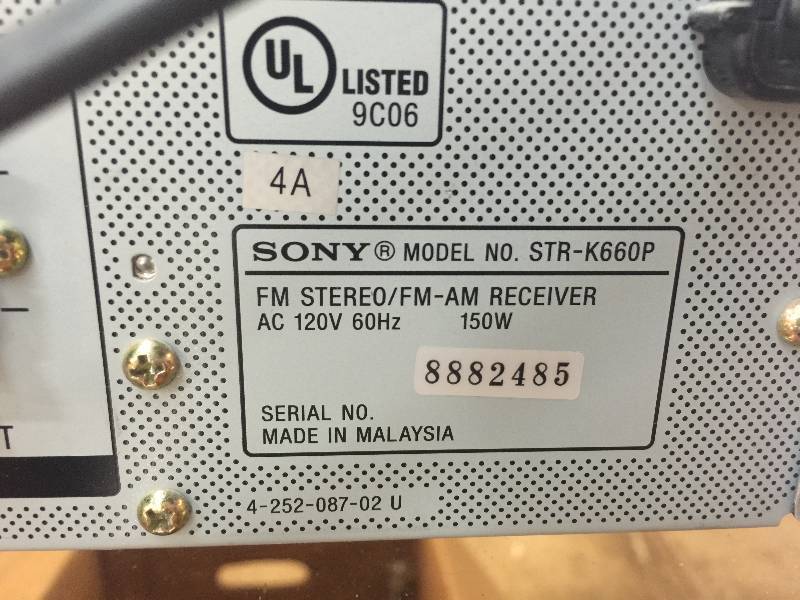 UL
LISTED
9C06
4A
SONY® MODEL NO. STR-K660P
FM STEREO/FM-AM RECEIVER
AC 120V 60Hz 150W
8882485
SERIAL NO.
MADE IN MALAYSIA
T
4-252-087-02 U